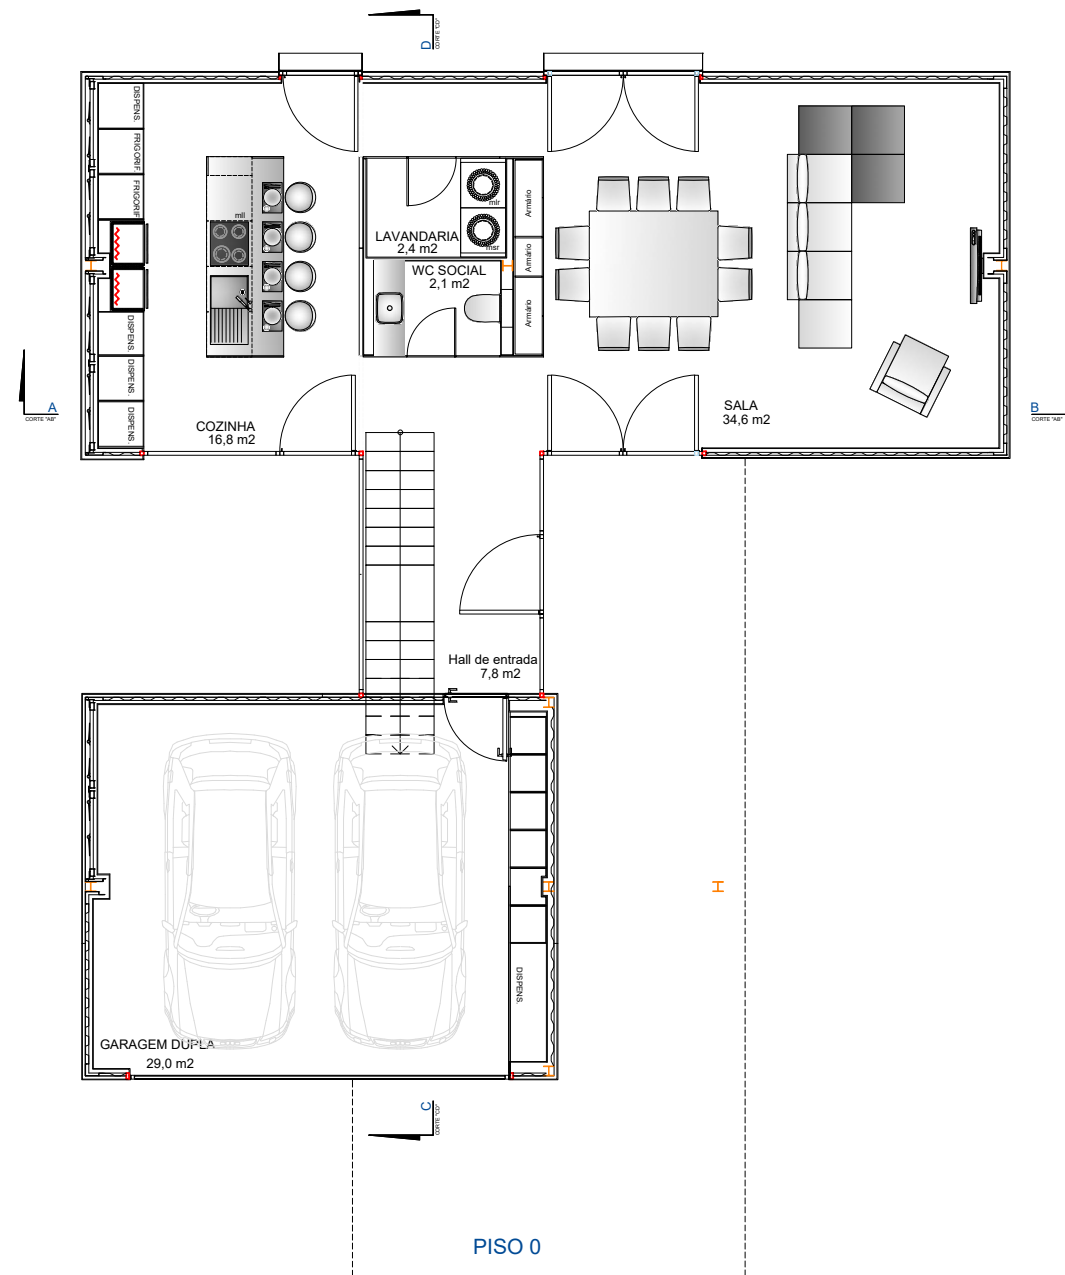 D
CORTE "CD"
DISPENS.
FRIGORIF.
FRIGORIF.
DISPENS.
DISPENS.
DISPENS.
mll
LAVANDARIA
2,4 m2
mlr
msr
WC SOCIAL
2,1 m2
Armário
Armário
Armário
A
CORTE "AB"
B
CORTE "AB"
COZINHA
16,8 m2
SALA
34,6 m2
Hall de entrada
7,8 m2
DISPENS.
GARAGEM DUPLA
29,0 m2
C
CORTE "CD"
PISO 0